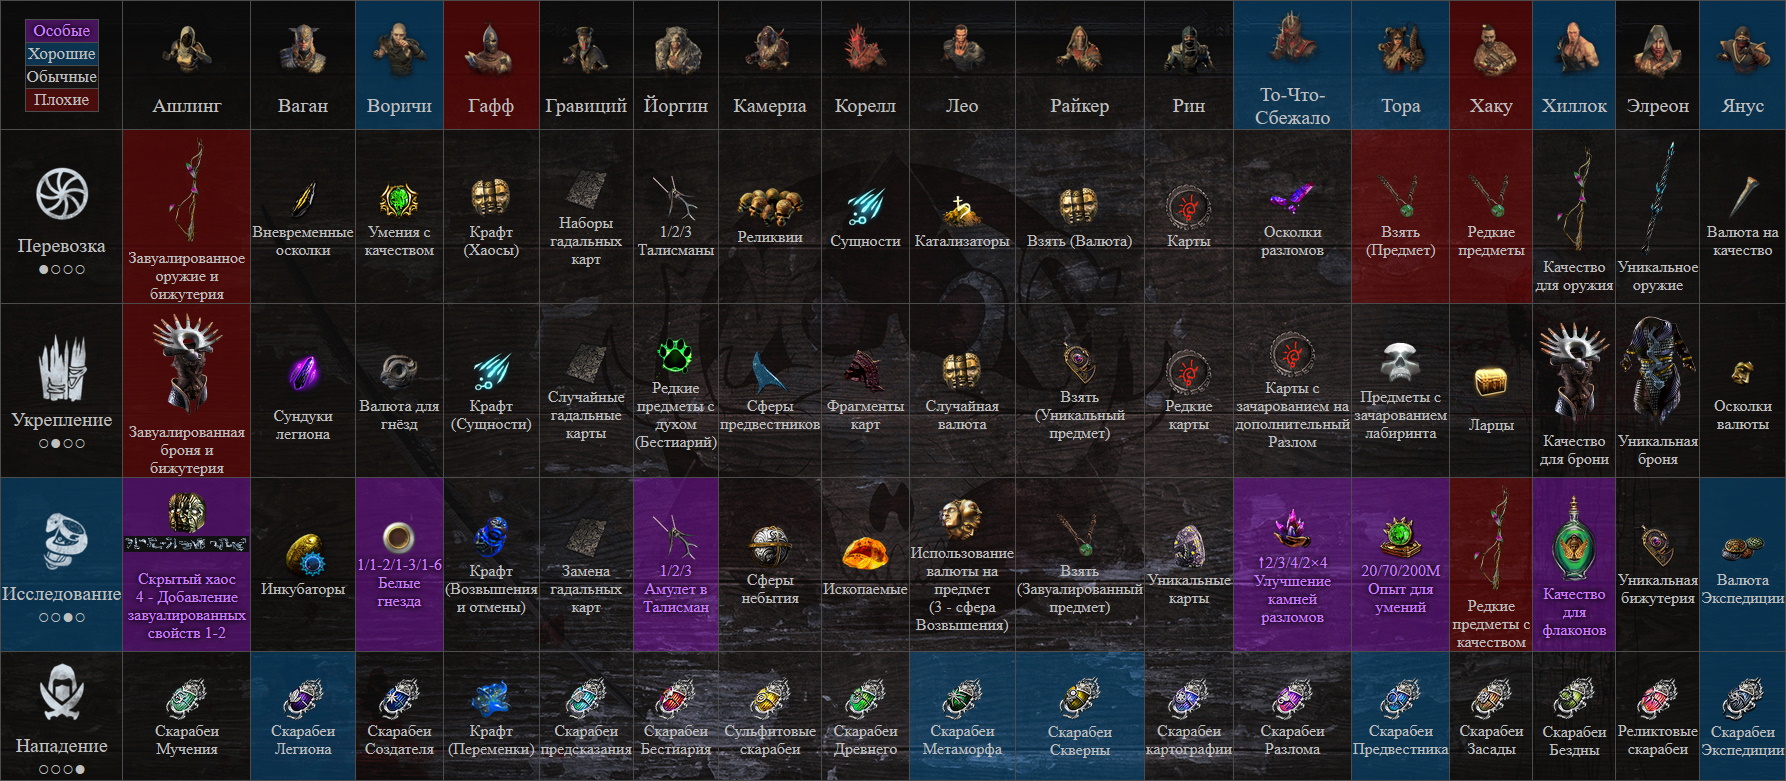 Особые
Хорошие
Обычные
Плохие
Ашлинг
Ваган
Воричи
Гафф
Гравиций
Йоргин
Камериа
Корелл
Лео
Райкер
Рин
То-Что-
Сбежало
Тора
Хаку
Хиллок
Элреон
Янус
Перевозка
Завуалированное
оружие и
бижутерия
Вневременные
осколки
Умения с
качеством
Крафт
(Хаосы)
Наборы
гадальных
карт
1/2/3
Талисманы
Реликвии
Сущности
Катализаторы
Взять (Валюта)
Карты
Осколки
разломов
Взять
(Предмет)
Редкие
предметы
Качество
для оружия
Уникальное
оружие
Валюта на
качество
Укрепление
Завуалированная
броня и
бижутерия
Сундуки
легиона
Валюта для
гнёзд
Крафт
(Сущности)
Случайные
гадальные
карты
Редкие
предметы с
духом
(Бестиарий)
Сферы
предвестников
Фрагменты
карт
Случайная
валюта
Взять
(Уникальный
предмет)
Редкие
карты
Карты с
зачарованием на
дополнительный
Разлом
Предметы с
зачарованием
лабиринта
Ларцы
Качество
для брони
Уникальная
броня
Осколки
валюты
Исследование
Скрытый хаос
4 - Добавление
завуалированных
свойств 1-2
Инкубаторы
1/1-2/1-3/1-6
Белые
гнезда
Крафт
(Возвышения
и отмены)
Замена
гадальных
карт
1/2/3
Амулет в
Талисман
Сферы
небытия
Ископаемые
Использование
валюты на
предмет
(3 - сфера
Возвышения)
Взять
(Завуалированный
предмет)
Уникальные
карты
↑2/3/4/2×4
Улучшение
камней
разломов
20/70/200М
Опыт для
умений
Редкие
предметы с
качеством
Качество
для
флаконов
Уникальная
бижутерия
Валюта
Экспедиции
Нападение
Скарабеи
Мучения
Скарабеи
Легиона
Скарабеи
Создателя
Крафт
(Переменки)
Скарабеи
предсказания
Скарабеи
Бестиария
Сульфитовые
скарабеи
Скарабеи
Древнего
Скарабеи
Метаморфа
Скарабеи
Скверны
Скарабеи
картографии
Скарабеи
Разлома
Скарабеи
Предвестника
Скарабеи
Засады
Скарабеи
Бездны
Реликтовые
скарабеи
Скарабеи
Экспедиции